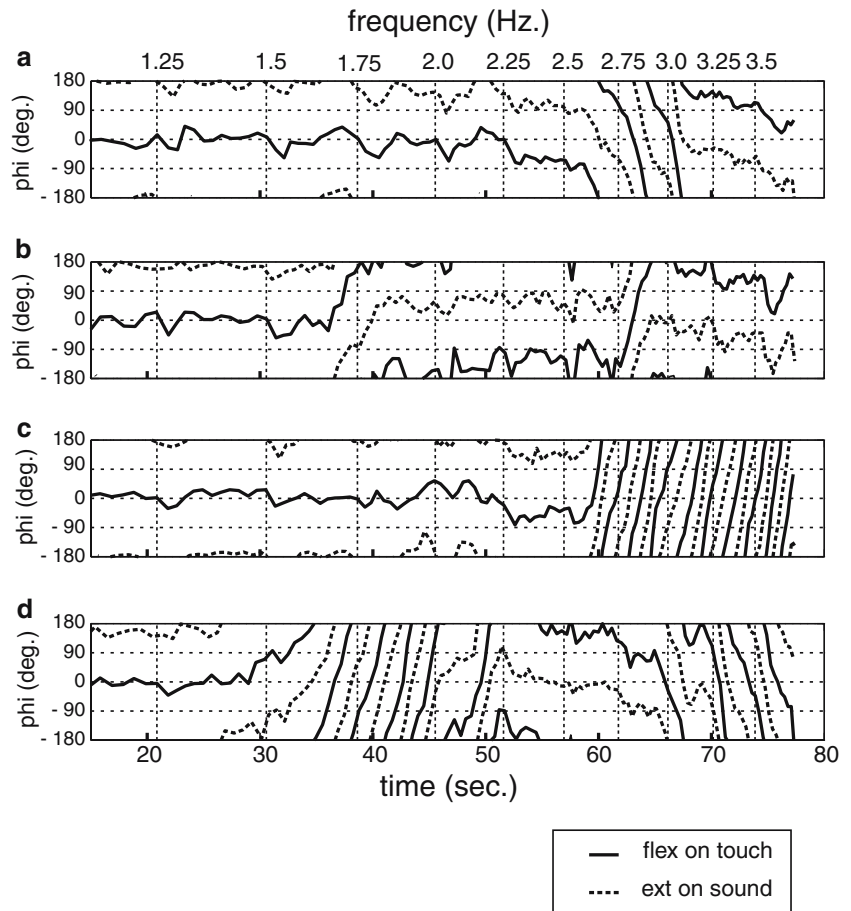 frequency (Hz.)
a 1.25 1.5 1.75 2.0 2.25 2.5 2.75 3.0 3.25 3.5
180
90
0
- 90
- 180
phi (deg.)
b
180
90
0
- 90
- 180
phi (deg.)
c
180
90
0
- 90
- 180
phi (deg.)
d
180
90
0
- 90
- 180
phi (deg.)
20 30 40 50 60 70 80
time (sec.)
flex on touch
ext on sound